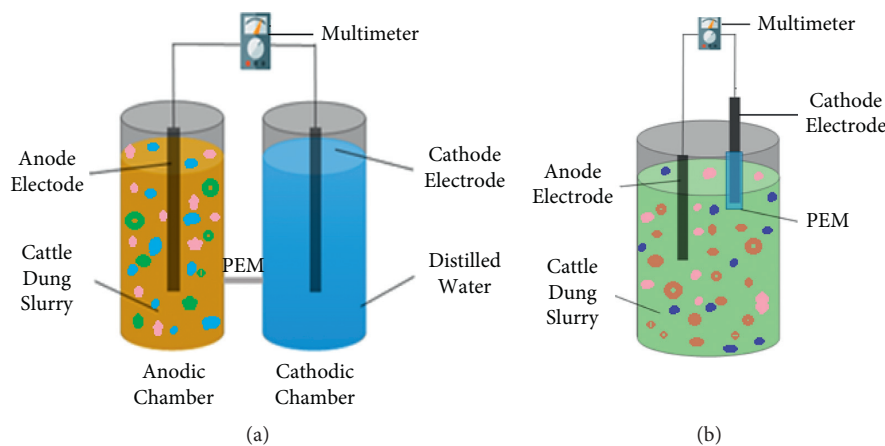 Multimeter
Anode
Electode
Cathode
Electrode
Cattle
Dung
Slurry
PEM
Distilled
Water
Anodic
Chamber
Cathodic
Chamber
(a)
Multimeter
Cathode
Electrode
Anode
Electrode
PEM
Cattle
Dung
Slurry
(b)